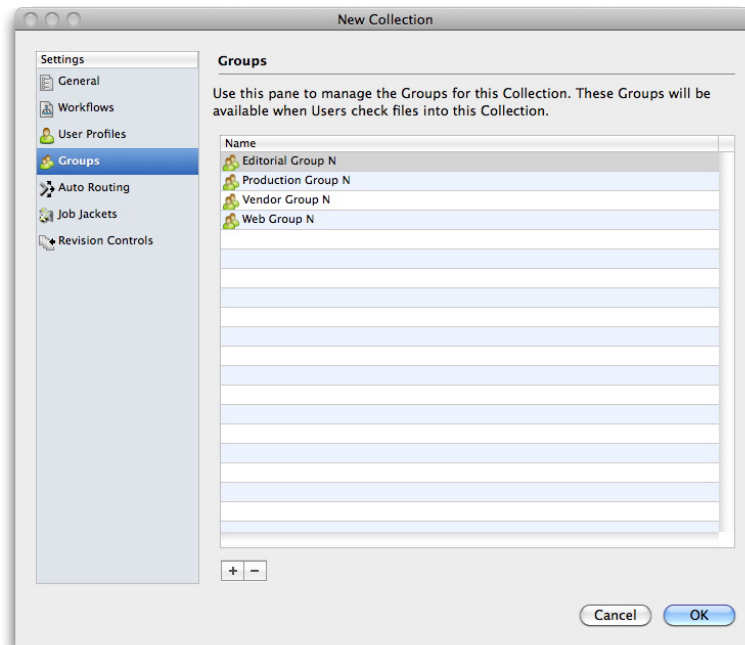 New Collection
Settings
General
Workflows
User Profiles
Groups
Auto Routing
Job Jackets
Revision Controls
Groups
Use this pane to manage the Groups for this Collection. These Groups will be
available when Users check files into this Collection.
Name
Editorial Group N
Production Group N
Vendor Group N
Web Group N
+ −
Cancel OK